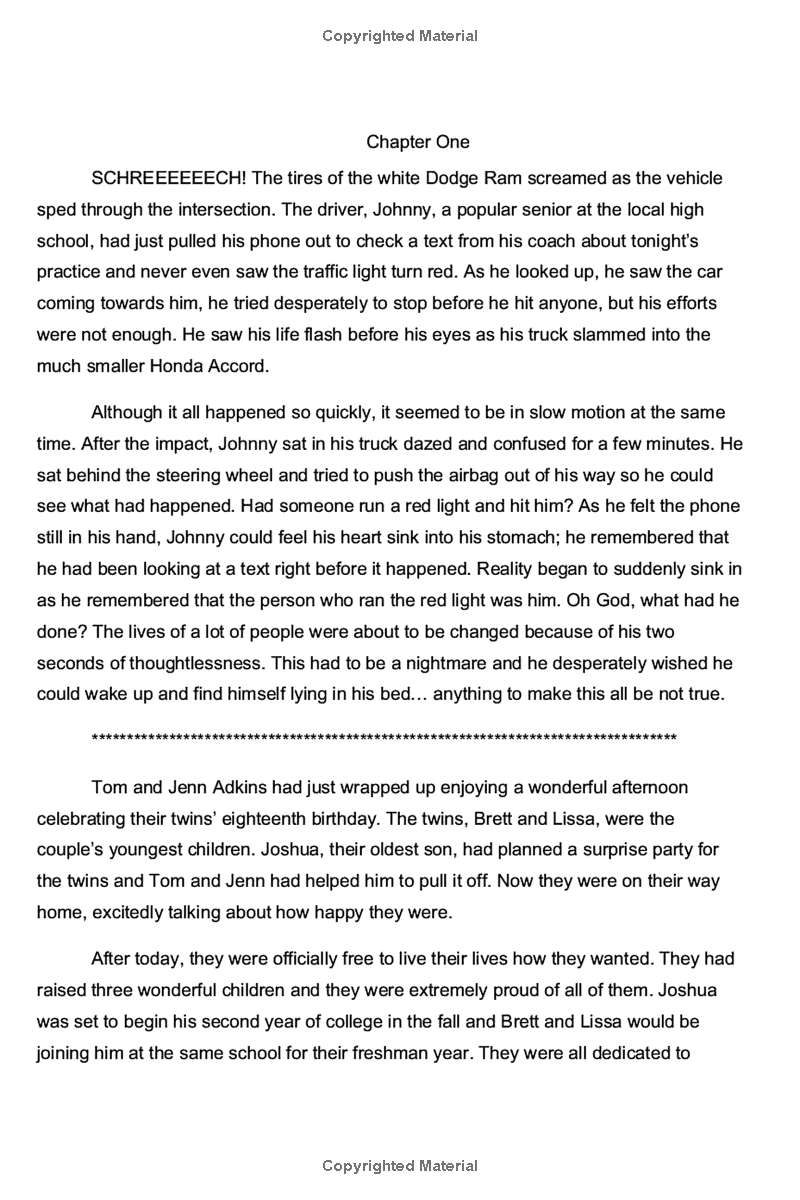 Copyrighted Material
Chapter One
SCHREEEEEECH! The tires of the white Dodge Ram screamed as the vehicle
sped through the intersection. The driver, Johnny, a popular senior at the local high
school, had just pulled his phone out to check a text from his coach about tonight’s
practice and never even saw the traffic light turn red. As he looked up, he saw the car
coming towards him, he tried desperately to stop before he hit anyone, but his efforts
were not enough. He saw his life flash before his eyes as his truck slammed into the
much smaller Honda Accord.
Although it all happened so quickly, it seemed to be in slow motion at the same
time. After the impact, Johnny sat in his truck dazed and confused for a few minutes. He
sat behind the steering wheel and tried to push the airbag out of his way so he could
see what had happened. Had someone run a red light and hit him? As he felt the phone
still in his hand, Johnny could feel his heart sink into his stomach; he remembered that
he had been looking at a text right before it happened. Reality began to suddenly sink in
as he remembered that the person who ran the red light was him. Oh God, what had he
done? The lives of a lot of people were about to be changed because of his two
seconds of thoughtlessness. This had to be a nightmare and he desperately wished he
could wake up and find himself lying in his bed… anything to make this all be not true.
***********************************************************************************
Tom and Jenn Adkins had just wrapped up enjoying a wonderful afternoon
celebrating their twins’ eighteenth birthday. The twins, Brett and Lissa, were the
couple’s youngest children. Joshua, their oldest son, had planned a surprise party for
the twins and Tom and Jenn had helped him to pull it off. Now they were on their way
home, excitedly talking about how happy they were.
After today, they were officially free to live their lives how they wanted. They had
raised three wonderful children and they were extremely proud of all of them. Joshua
was set to begin his second year of college in the fall and Brett and Lissa would be
joining him at the same school for their freshman year. They were all dedicated to
Copyrighted Material